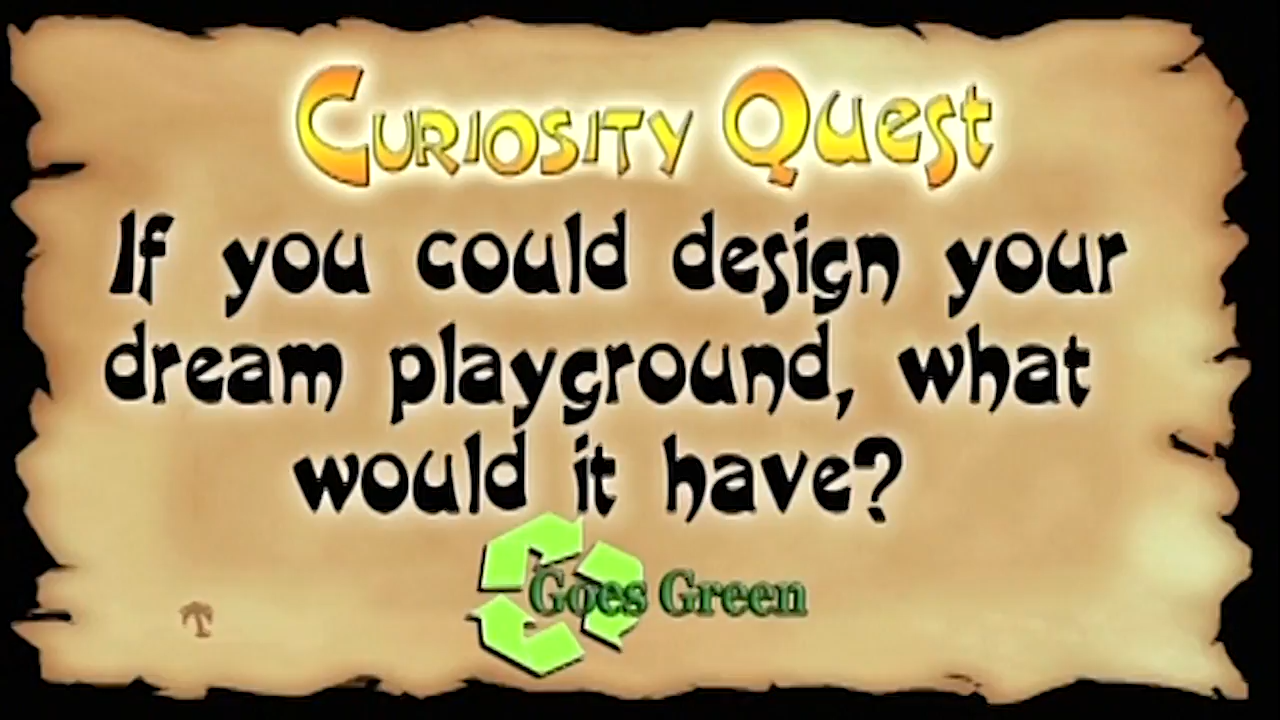 Curiosity Quest
If you could design your
dream playground, what
would it have?
Goes Green